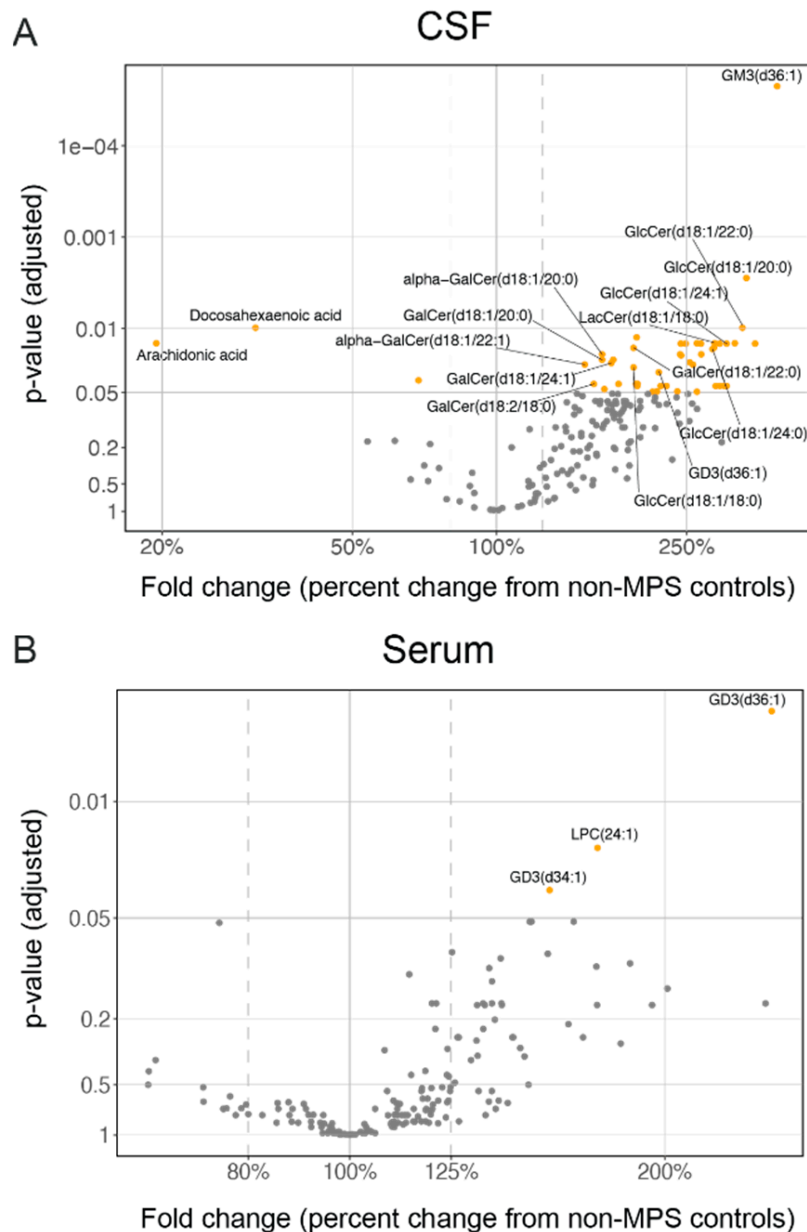 A
CSF
GM3(d36:1)
1e-04
0.001
GlcCer(d18:1/22:0)
GlcCer(d18:1/20:0)
alpha-GalCer(d18:1/20:0)
GlcCer(d18:1/24:1)
Docosahexaenoic acid
GalCer(d18:1/20:0)
LacCer(d18:1/18:0)
0.01
alpha-GalCer(d18:1/22:1)
Arachidonic acid
GalCer(d18:1/24:1)
GalCer(d18:1/22:0)
0.05
GalCer(d18:2/18:0)
GlcCer(d18:1/24:0)
0.2
GD3(d36:1)
0.5
GlcCer(d18:1/18:0)
1
p-value (adjusted)
20%
50%
100%
250%
Fold change (percent change from non-MPS controls)
B
Serum
GD3(d36:1)
0.01
LPC(24:1)
GD3(d34:1)
0.05
0.2
0.5
1
p-value (adjusted)
80%
100%
125%
200%
Fold change (percent change from non-MPS controls)